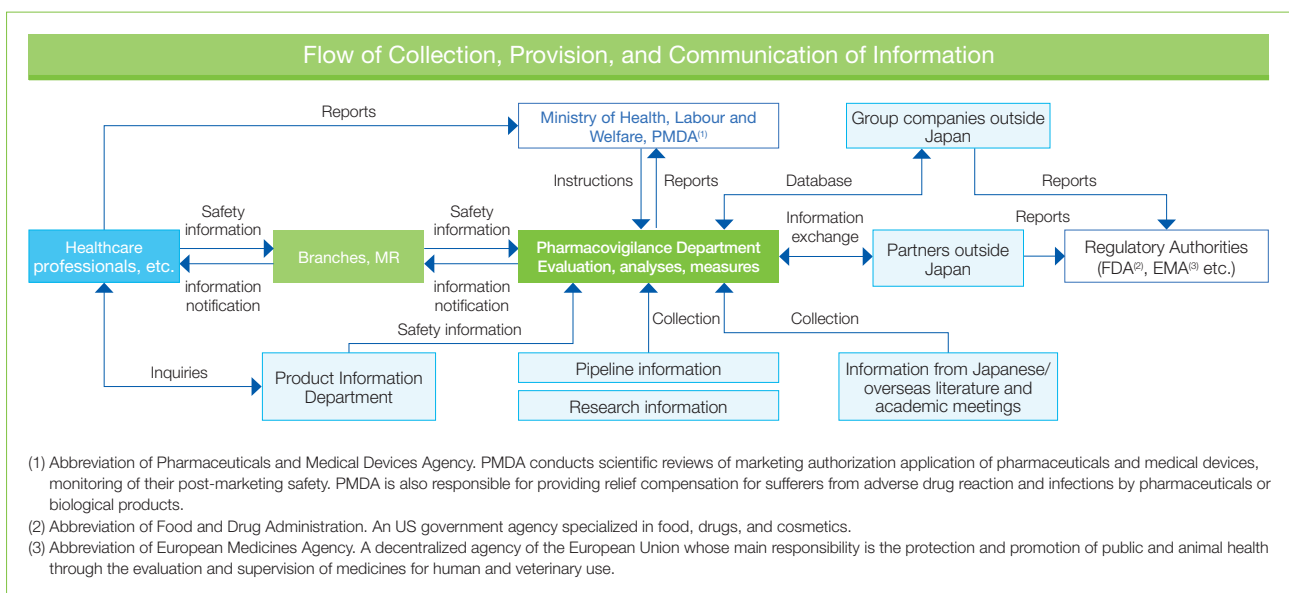 Flow of Collection, Provision, and Communication of Information
Reports
Ministry of Health, Labour and
Welfare, PMDA(1)
Group companies outside
Japan
Instructions
Reports
Database
Reports
Safety
information
Safety
information
Information
exchange
Reports
Healthcare
professionals, etc.
Branches, MR
Pharmacovigilance Department
Evaluation, analyses, measures
Partners outside
Japan
Regulatory Authorities
(FDA(2), EMA(3) etc.)
information
notification
information
notification
Safety information
Collection
Collection
Inquiries
Product Information
Department
Pipeline information
Research information
Information from Japanese/
overseas literature and
academic meetings
(1) Abbreviation of Pharmaceuticals and Medical Devices Agency. PMDA conducts scientific reviews of marketing authorization application of pharmaceuticals and medical devices,
monitoring of their post-marketing safety. PMDA is also responsible for providing relief compensation for sufferers from adverse drug reaction and infections by pharmaceuticals or
biological products.
(2) Abbreviation of Food and Drug Administration. An US government agency specialized in food, drugs, and cosmetics.
(3) Abbreviation of European Medicines Agency. A decentralized agency of the European Union whose main responsibility is the protection and promotion of public and animal health
through the evaluation and supervision of medicines for human and veterinary use.